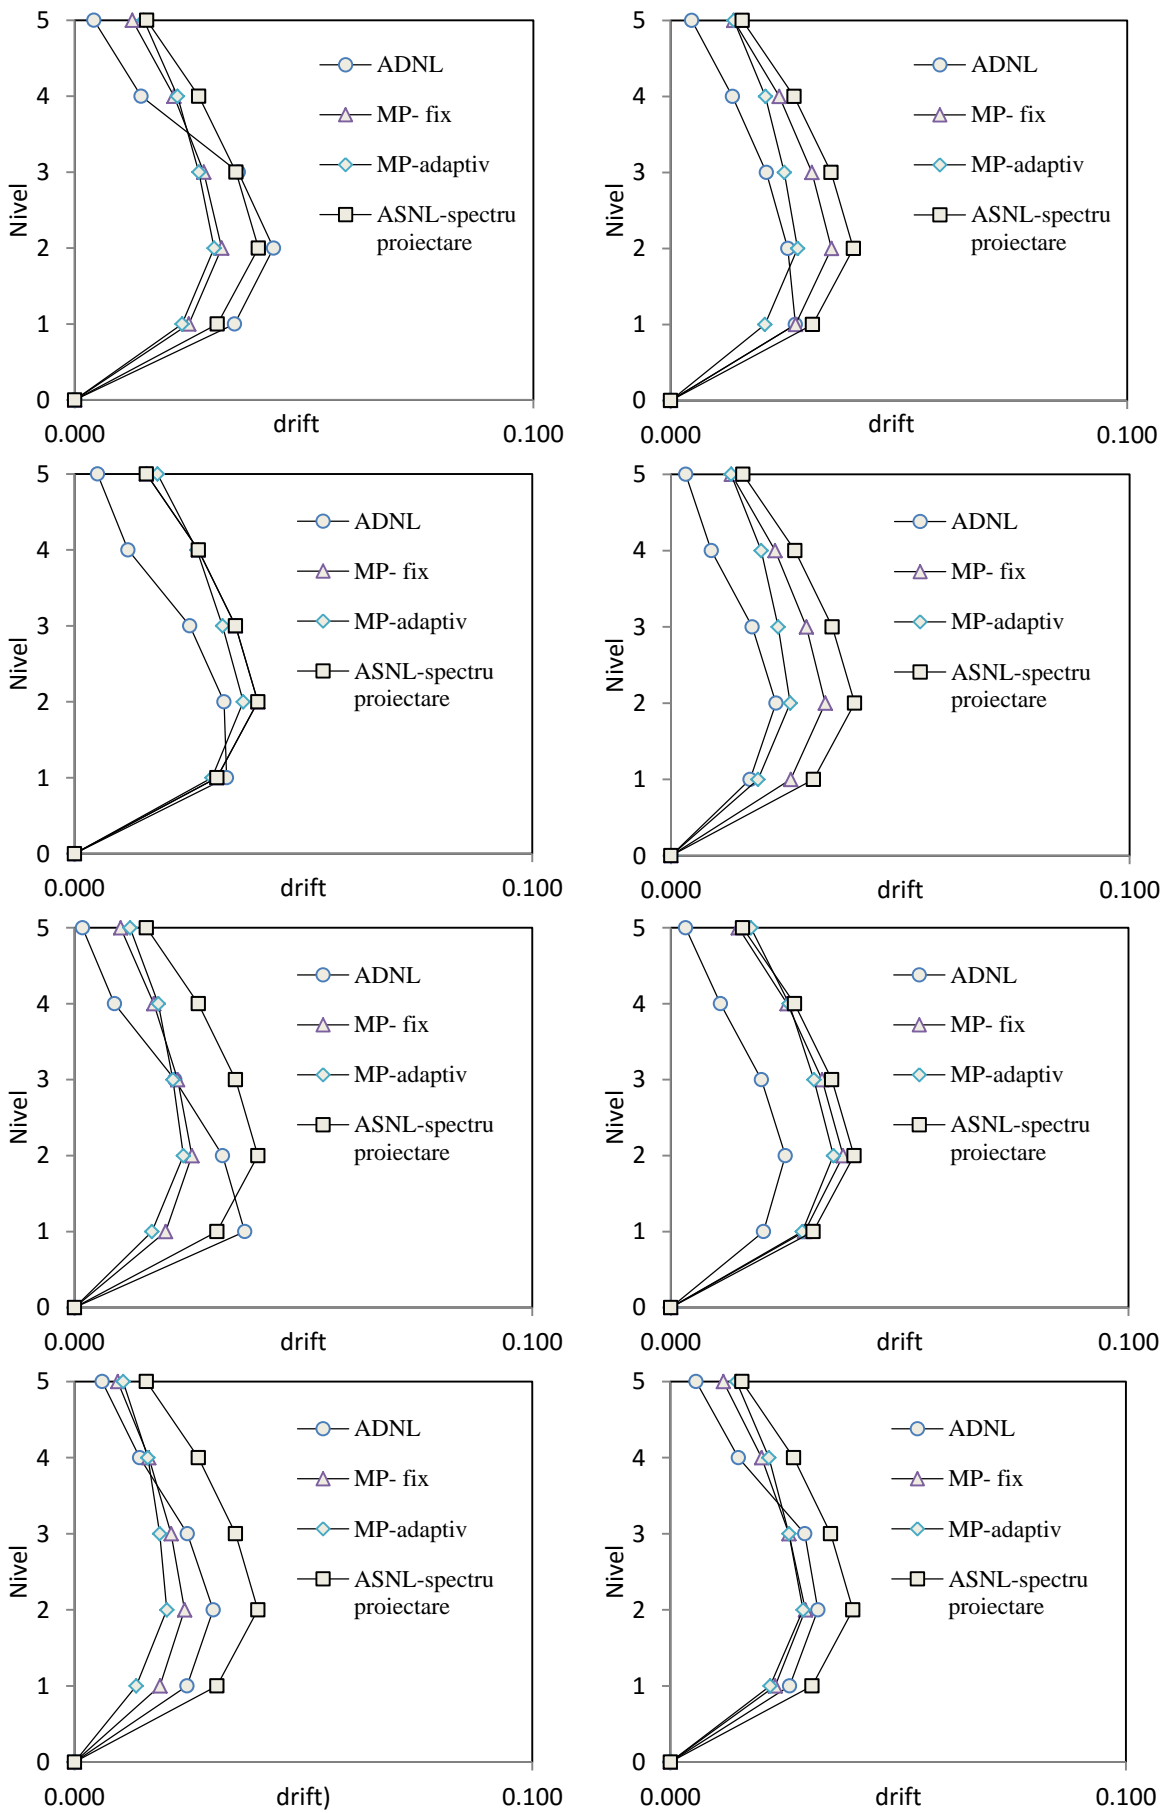 5
4
3
2
1
0
Nivel
ADNL
MP- fix
MP-adaptiv
ASNL-spectru
proiectare
0.000
drift
0.100
5
4
3
2
1
0
Nivel
ADNL
MP- fix
MP-adaptiv
ASNL-spectru
proiectare
0.000
drift
0.100
5
4
3
2
1
0
Nivel
ADNL
MP- fix
MP-adaptiv
ASNL-spectru
proiectare
0.000
drift
0.100
5
4
3
2
1
0
Nivel
ADNL
MP- fix
MP-adaptiv
ASNL-spectru
proiectare
0.000
drift
0.100
5
4
3
2
1
0
Nivel
ADNL
MP- fix
MP-adaptiv
ASNL-spectru
proiectare
0.000
drift
0.100
5
4
3
2
1
0
Nivel
ADNL
MP- fix
MP-adaptiv
ASNL-spectru
proiectare
0.000
drift
0.100
5
4
3
2
1
0
Nivel
ADNL
MP- fix
MP-adaptiv
ASNL-spectru
proiectare
0.000
drift)
0.100
5
4
3
2
1
0
Nivel
ADNL
MP- fix
MP-adaptiv
ASNL-spectru
proiectare
0.000
drift
0.100